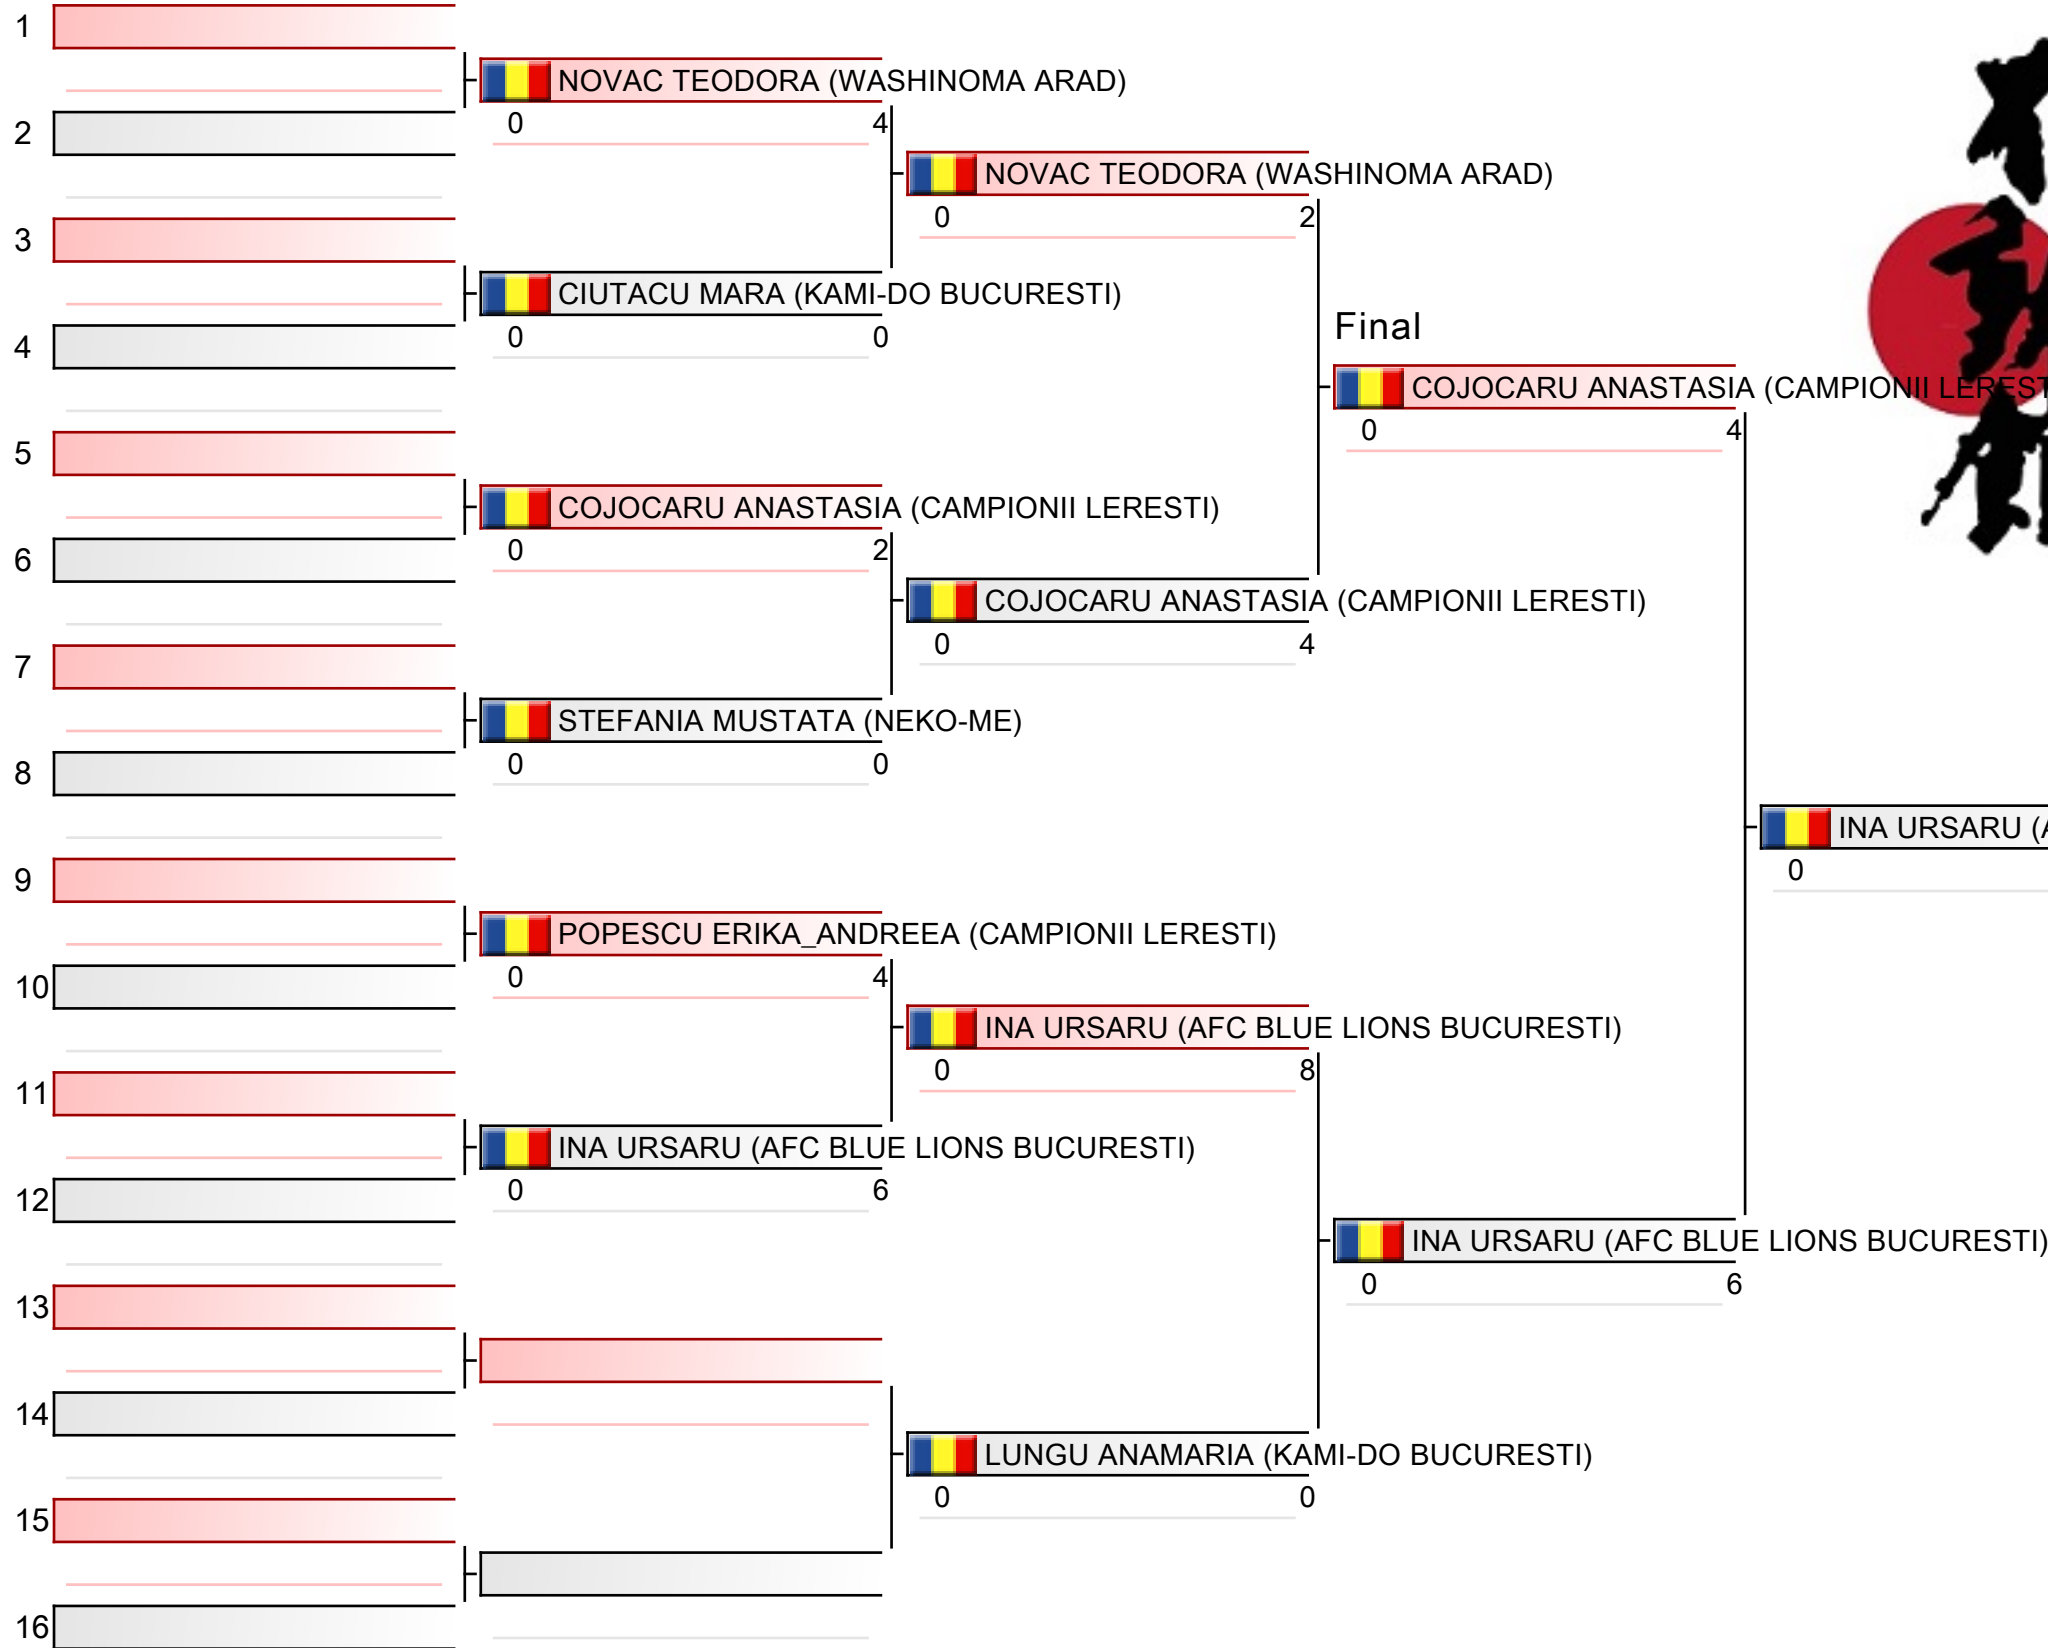 1
NOVAC TEODORA (WASHINOMA ARAD)
0 4
2
NOVAC TEODORA (WASHINOMA ARAD)
0 2
3
CIUTACU MARA (KAMI-DO BUCURESTI)
0 0
4
Final
COJOCARU ANASTASIA (CAMPIONII LEREST
0 4
5
COJOCARU ANASTASIA (CAMPIONII LERESTI)
0 2
6
COJOCARU ANASTASIA (CAMPIONII LERESTI)
0 4
7
STEFANIA MUSTATA (NEKO-ME)
0 0
8
INA URSARU (A
0
9
POPESCU ERIKA_ANDREEA (CAMPIONII LERESTI)
0 4
10
INA URSARU (AFC BLUE LIONS BUCURESTI)
0 8
11
INA URSARU (AFC BLUE LIONS BUCURESTI)
0 6
12
INA URSARU (AFC BLUE LIONS BUCURESTI)
0 6
13
14
LUNGU ANAMARIA (KAMI-DO BUCURESTI)
0 0
15
16